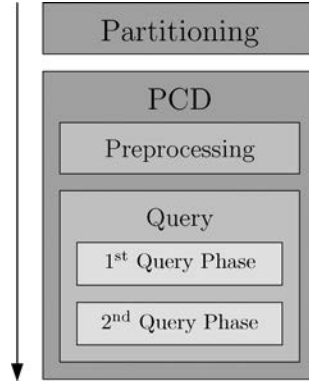 Partitioning
PCD
Preprocessing
Query
1st Query Phase
2nd Query Phase